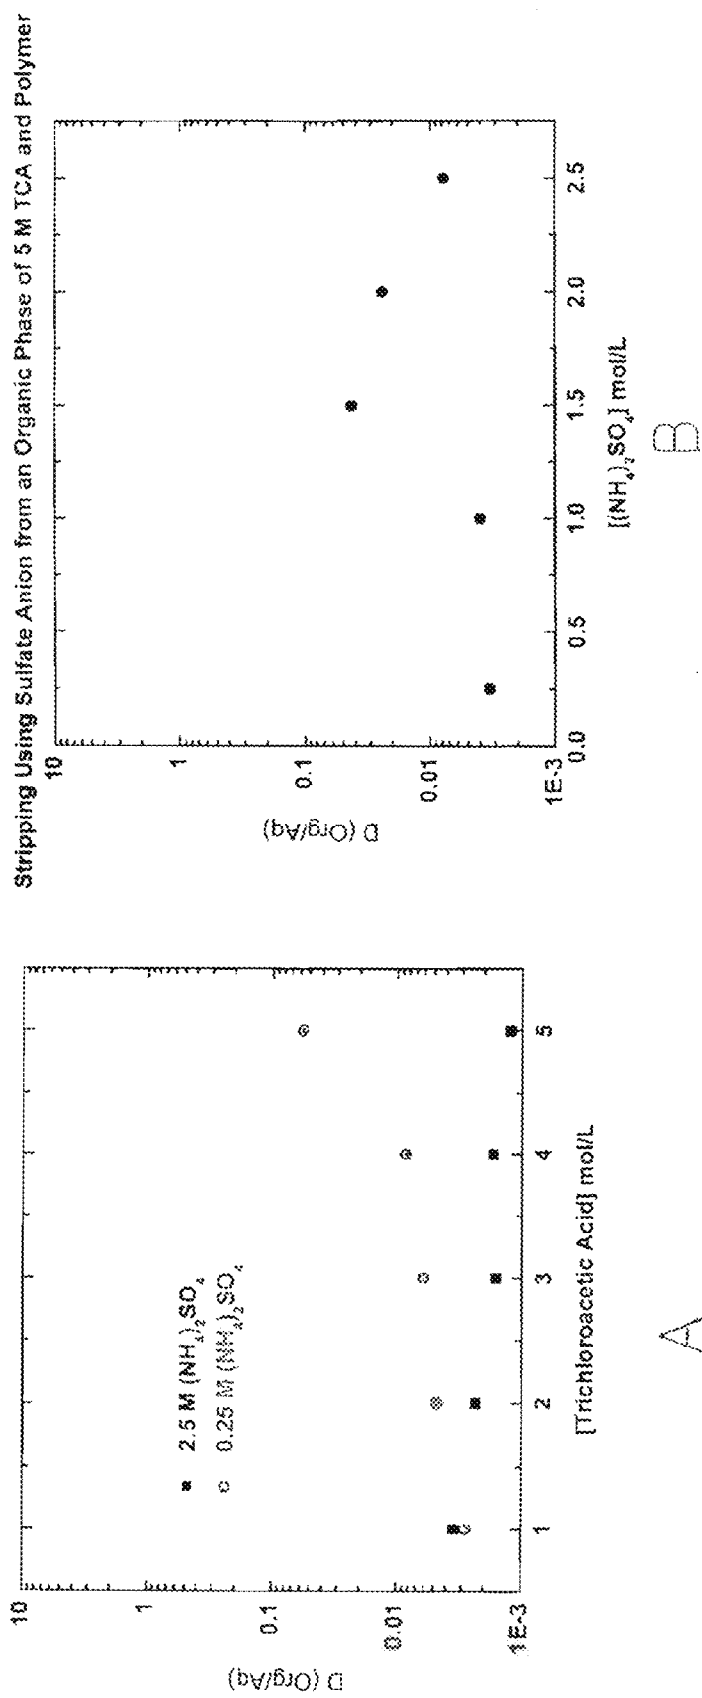 Stripping Using Sulfate Anion from an Organic Phase of 5 M TCA and Polymer
10
1
0.1
0.01
1E-3
D (Org/Aq)
2.5 M (NH₄)₂SO₄
0.25 M (NH₄)₂SO₄
1
2
3
4
5
[Trichloroacetic Acid] mol/L
A
10
1
0.1
0.01
1E-3
D (Org/Aq)
0.0
0.5
1.0
1.5
2.0
2.5
[(NH₄)₂SO₄] mol/L
B